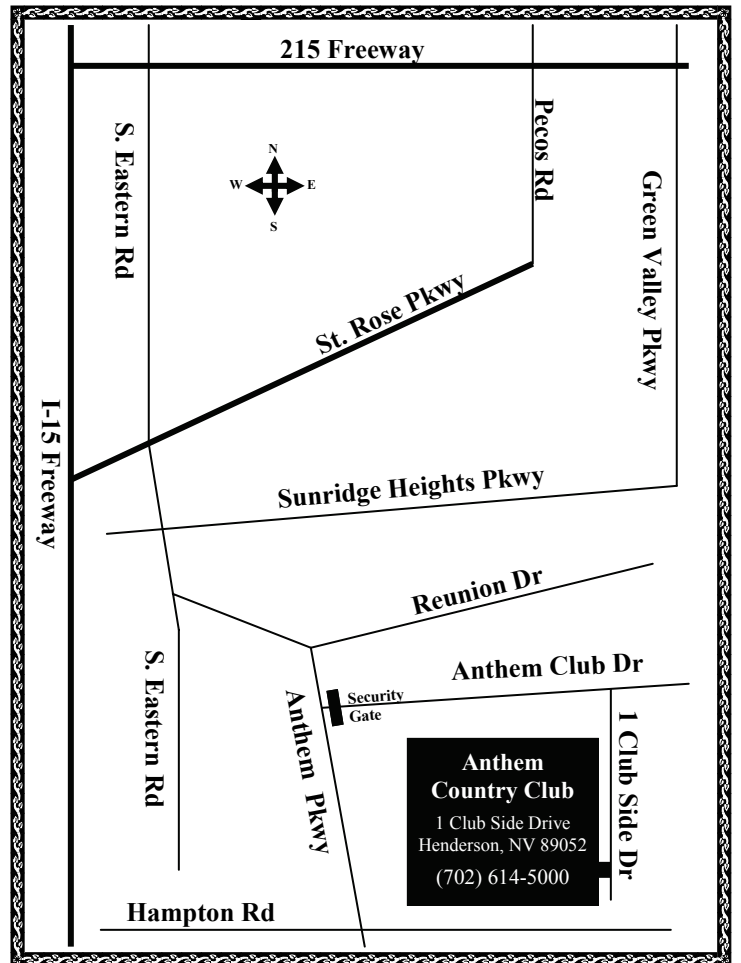 215 Freeway
S. Eastern Rd
Pecos Rd
N
W
E
S
Green Valley Pkwy
St. Rose Pkwy
I-15 Freeway
Sunridge Heights Pkwy
Reunion Dr
S. Eastern Rd
Anthem Club Dr
Security
Gate
Anthem Pkwy
1 Club Side Dr
Anthem
Country Club
1 Club Side Drive
Henderson, NV 89052
(702) 614-5000
Hampton Rd